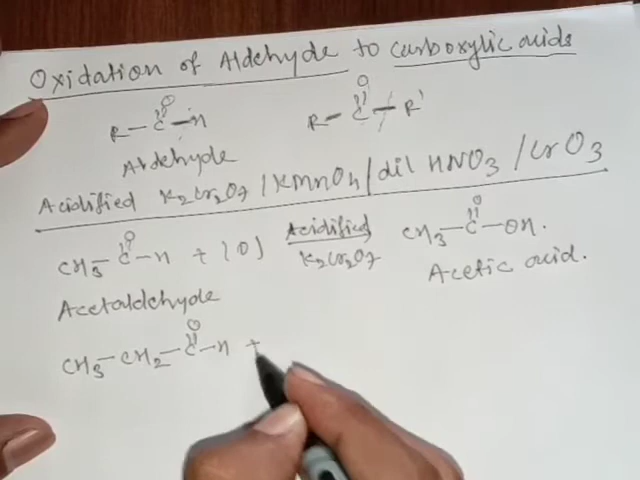 Oxidation of Aldehyde to Carboxylic acids
O O
R-C-H R-C-R'
Aldehyde
Acidified K2Cr2O7 / KMnO4 / dil HNO3 / CrO3
O O
CH3-C-H + [O] Acidified K2Cr2O7 CH3-C-OH.
Acetaldehyde Acetic acid.
O
CH3-CH2-C-H +